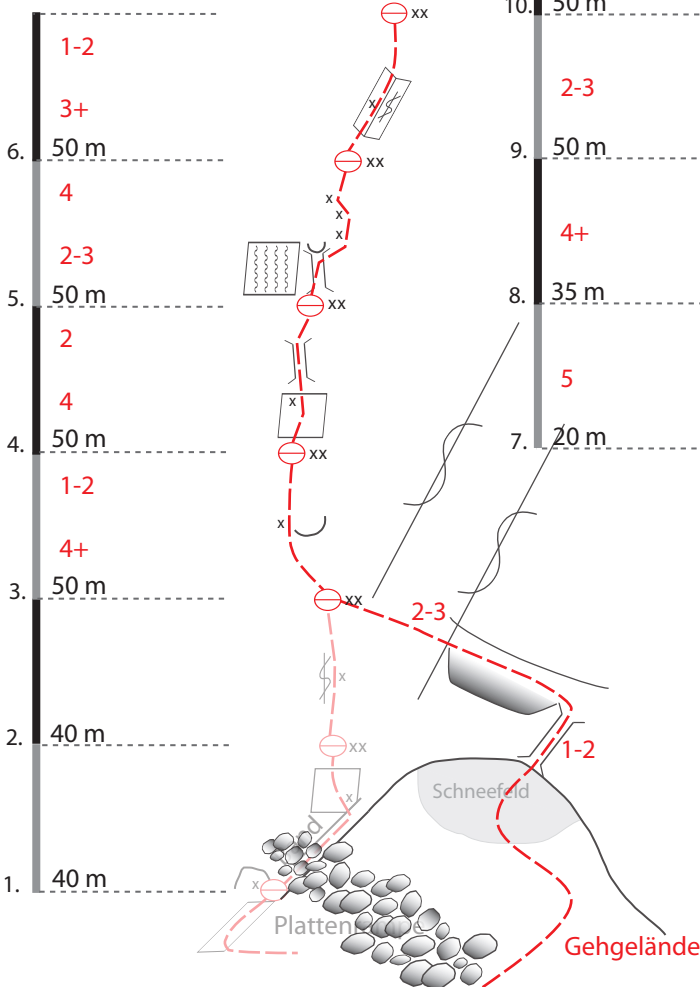 xx
1-2
3+
x
6.
50 m
xx
4
x
x
x
2-3
5.
50 m
xx
2
x
4
4.
50 m
xx
1-2
x
4+
3.
50 m
xx
2-3
x
2.
40 m
xx
1-2
Schneefeld
x
1.
40 m
x
Gehgelände
10.
50 m
2-3
9.
50 m
4+
8.
35 m
5
7.
20 m